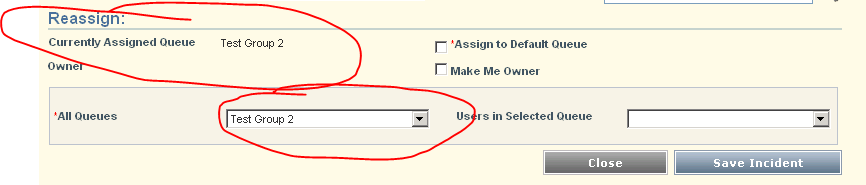 Reassign:
Currently Assigned Queue Test Group 2 *Assign to Default Queue
Owner Make Me Owner
*All Queues Test Group 2 Users in Selected Queue
Close Save Incident